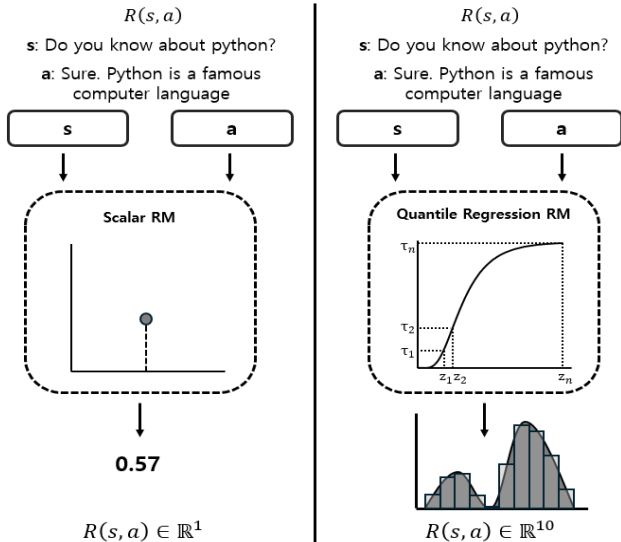 R(s, a)
s: Do you know about python?
a: Sure. Python is a famous
computer language
s
a
Scalar RM
0.57
R(s, a) ∈ ℝ¹
R(s, a)
s: Do you know about python?
a: Sure. Python is a famous
computer language
s
a
Quantile Regression RM
τₙ
τ₂
τ₁
z₁ z₂ zₙ
R(s, a) ∈ ℝ¹⁰